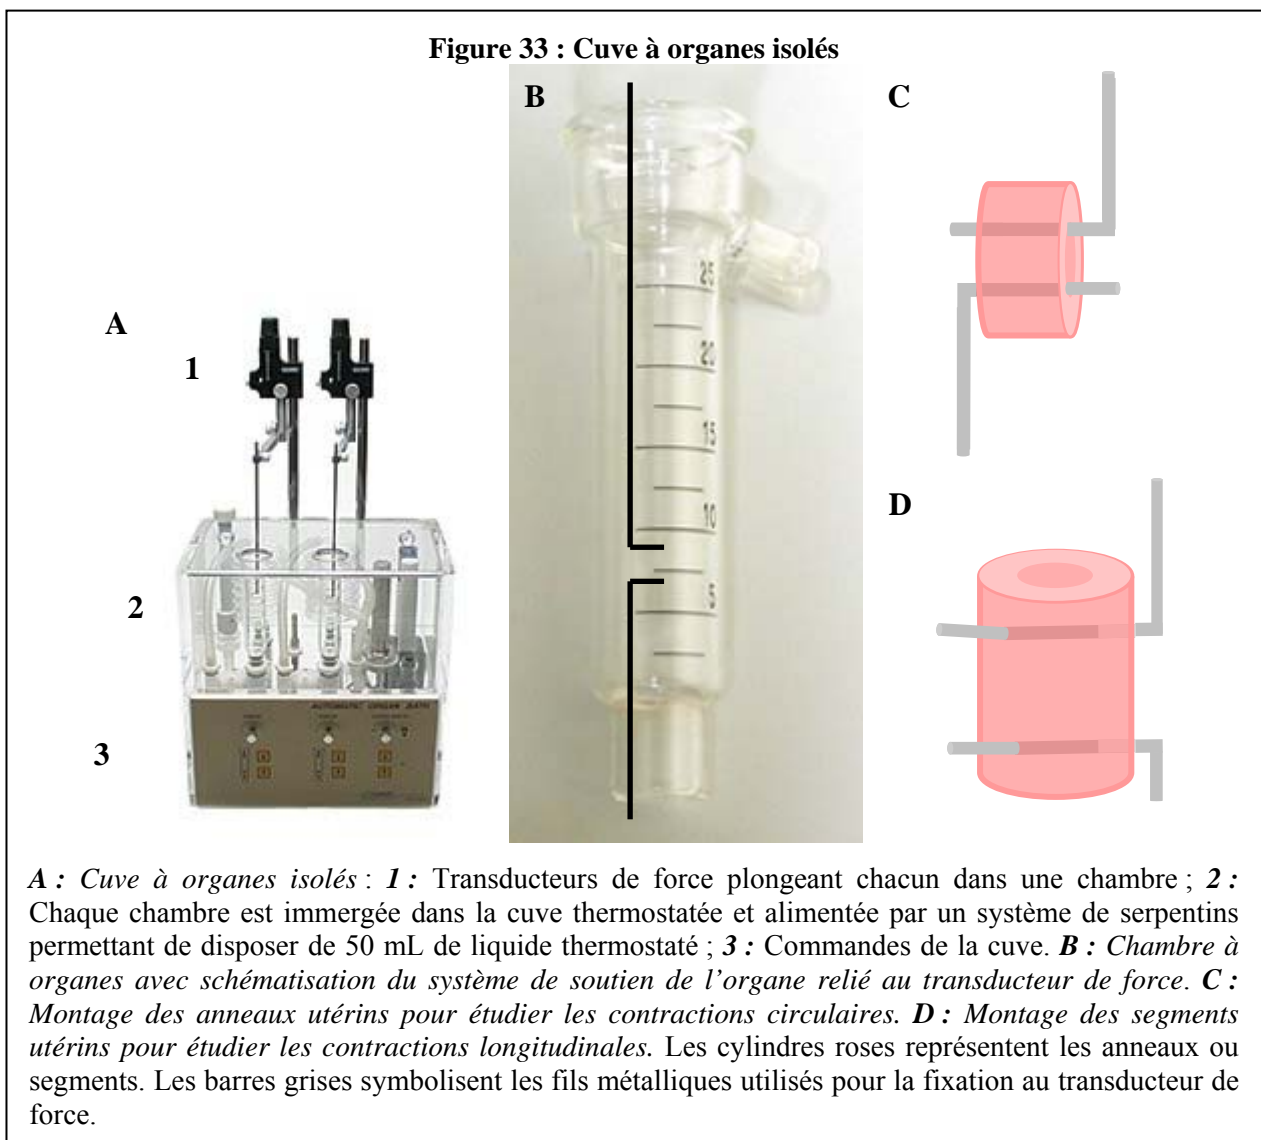 Figure 33 : Cuve à organes isolés
B
C
A
1
D
2
3
25
20
15
10
5
AUTOMATIC ORGAN BATH
A : Cuve à organes isolés : 1 : Transducteurs de force plongeant chacun dans une chambre ; 2 :
Chaque chambre est immergée dans la cuve thermostatée et alimentée par un système de serpentins
permettant de disposer de 50 mL de liquide thermostaté ; 3 : Commandes de la cuve. B : Chambre à
organes avec schématisation du système de soutien de l’organe relié au transducteur de force. C :
Montage des anneaux utérins pour étudier les contractions circulaires. D : Montage des segments
utérins pour étudier les contractions longitudinales. Les cylindres roses représentent les anneaux ou
segments. Les barres grises symbolisent les fils métalliques utilisés pour la fixation au transducteur de
force.